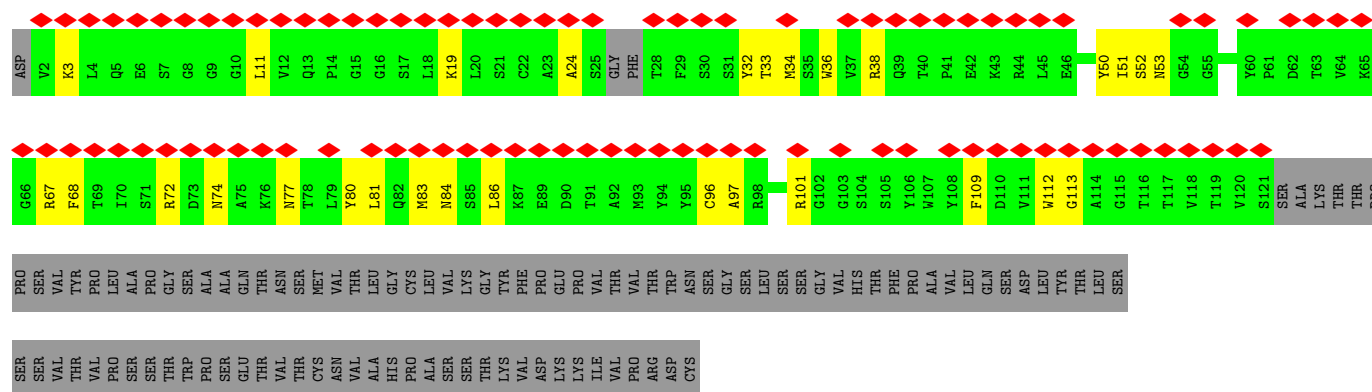 ASP V2 K3 L4 Q5 E6 S7 G8 G9 G10 L11 V12 Q13 P14 G15 G16 S17 L18 K19 L20 S21 C22 A23 A24 S25 GLY PHE T28 F29 S30 S31 Y32 T33 M34 S35 W36 V37 R38 Q39 T40 P41 E42 K43 R44 L45 E46 Y50 I51 S52 N53 G54 G55 Y60 P61 D62 T63 V64 K65
G66 R67 F68 T69 I70 S71 R72 D73 N74 A75 K76 N77 T78 L79 Y80 L81 Q82 M83 N84 S85 L86 K87 E89 D90 T91 A92 M93 Y94 Y95 C96 A97 R98 R101 G102 G103 S104 S105 Y106 W107 Y108 F109 D110 V111 W112 G113 A114 G115 T116 T117 V118 T119 V120 S121 SER ALA LYS THR THR
PRO SER VAL TYR PRO LEU ALA PRO GLY SER ALA ALA GLN THR ASN SER MET VAL THR LEU GLY CYS LEU VAL LYS GLY TYR PHE PRO GLU PRO VAL THR VAL THR TRP ASN SER GLY SER LEU SER SER GLY VAL HIS THR PHE PRO ALA VAL LEU GLN SER ASP LEU TYR THR LEU SER
SER SER VAL THR VAL PRO SER SER THR TRP PRO SER GLU THR VAL THR CYS ASN VAL ALA HIS PRO ALA SER SER THR LYS VAL ASP LYS LYS ILE VAL PRO ARG ASP CYS